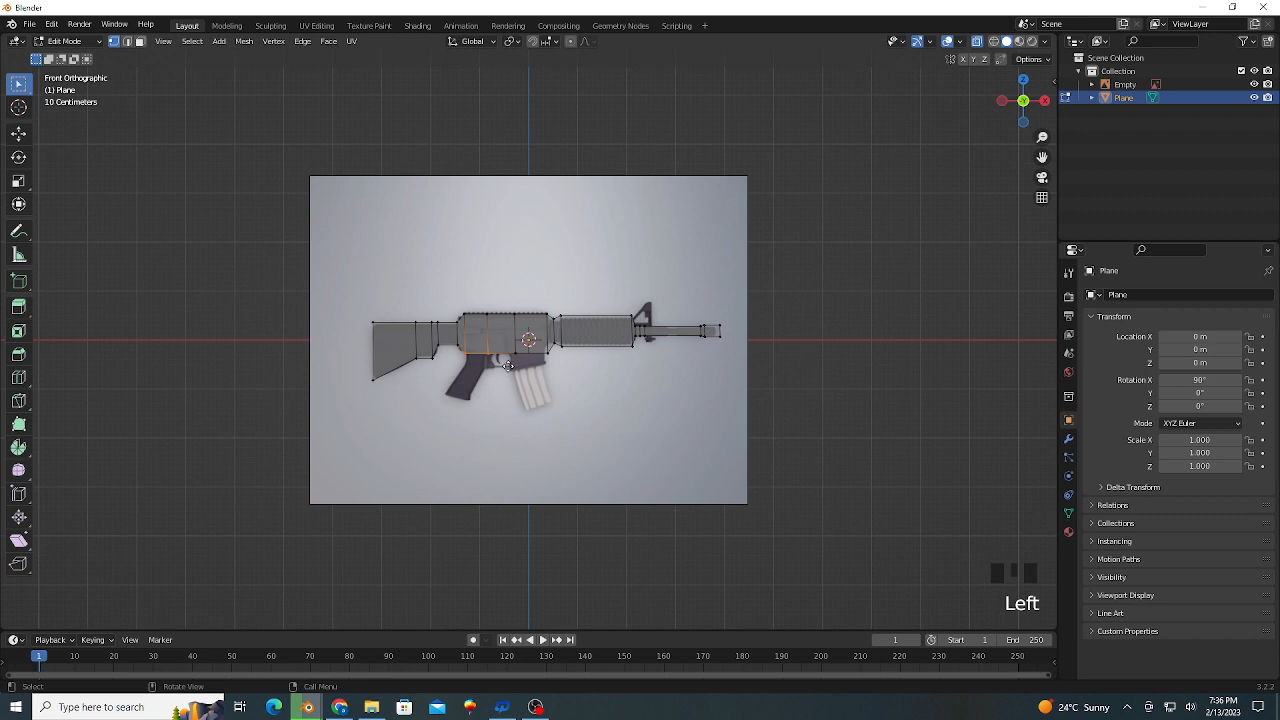 Blender
File Edit Render Window Help
Layout Modeling Sculpting UV Editing Texture Paint Shading Animation Rendering Compositing Geometry Nodes Scripting +
Scene
ViewLayer
Edit Mode View Select Add Mesh Vertex Edge Face UV
Global
X Y Z Options
Front Orthographic
(1) Plane
10 Centimeters
Z
X
-Y
Scene Collection
Collection
Empty
Plane
Plane
Plane
Transform
Location X 0 m
Y 0 m
Z 0 m
Rotation X 90°
Y 0°
Z 0°
Mode XYZ Euler
Scale X 1.000
Y 1.000
Z 1.000
Delta Transform
Relations
Collections
Instancing
Motion Paths
Visibility
Viewport Display
Line Art
Custom Properties
Left
Playback Keying View Marker
1 Start 1 End 250
1 10 20 30 40 50 60 70 80 90 100 110 120 130 140 150 160 170 180 190 200 210 220 230 240 250
Select Rotate View Call Menu 3.2.2
Type here to search
24°C Sunny
7:36 PM
2/13/2023